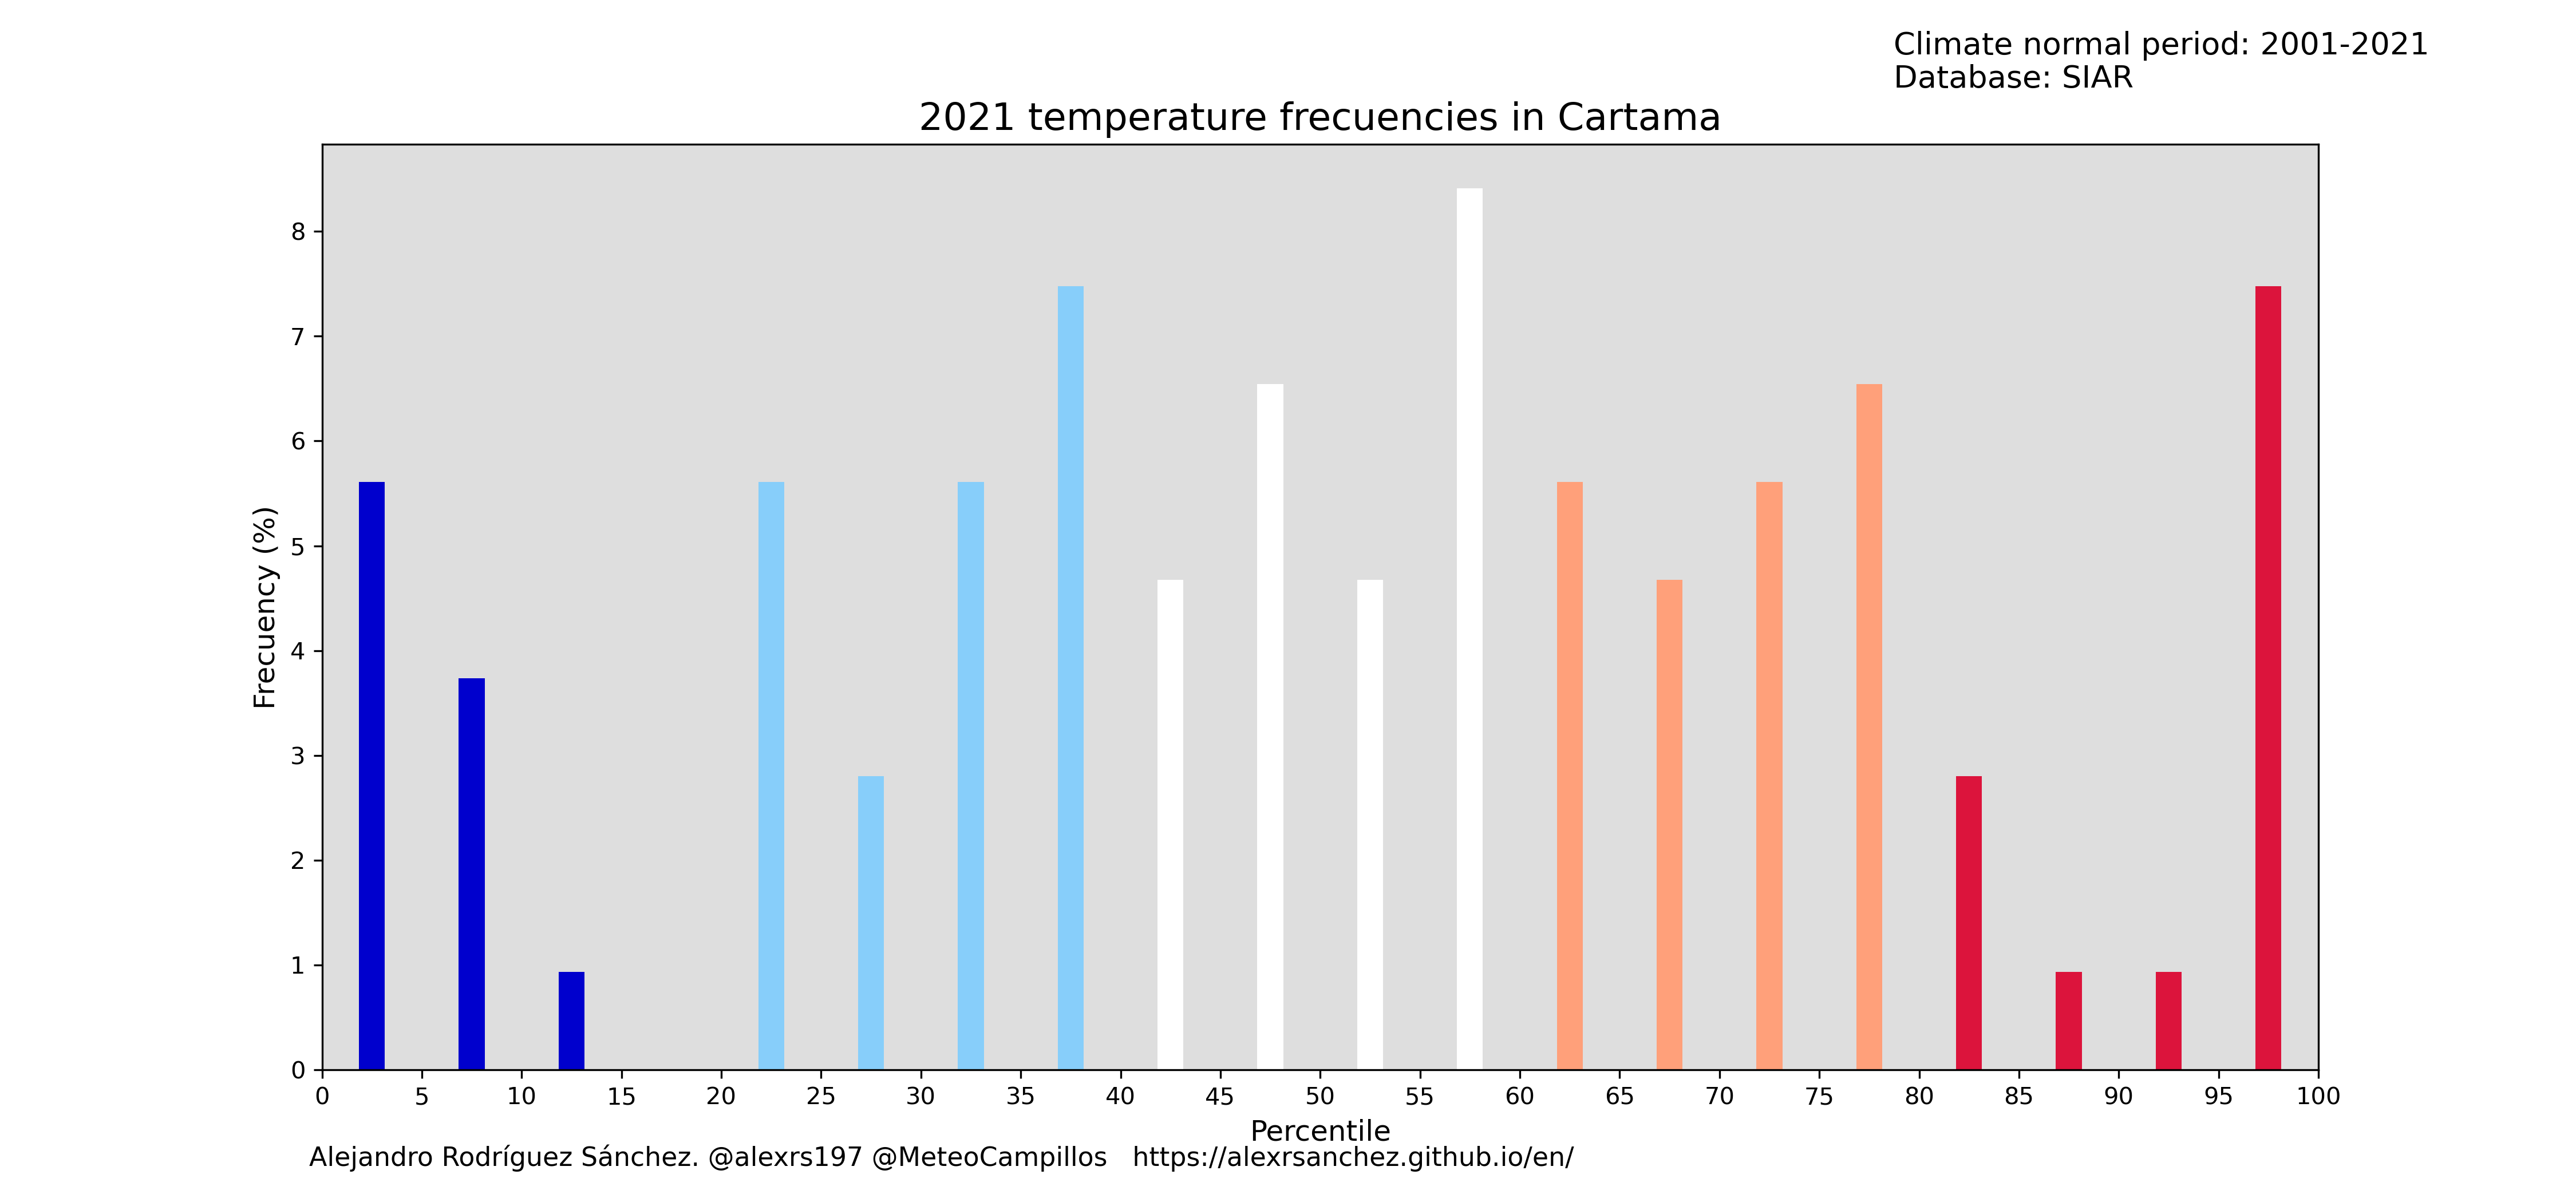 Climate normal period: 2001-2021
Database: SIAR
2021 temperature frecuencies in Cartama
Frecuency (%)
8
7
6
5
4
3
2
1
0
0 5 10 15 20 25 30 35 40 45 50 55 60 65 70 75 80 85 90 95 100
Percentile
Alejandro Rodríguez Sánchez. @alexrs197 @MeteoCampillos https://alexrsanchez.github.io/en/